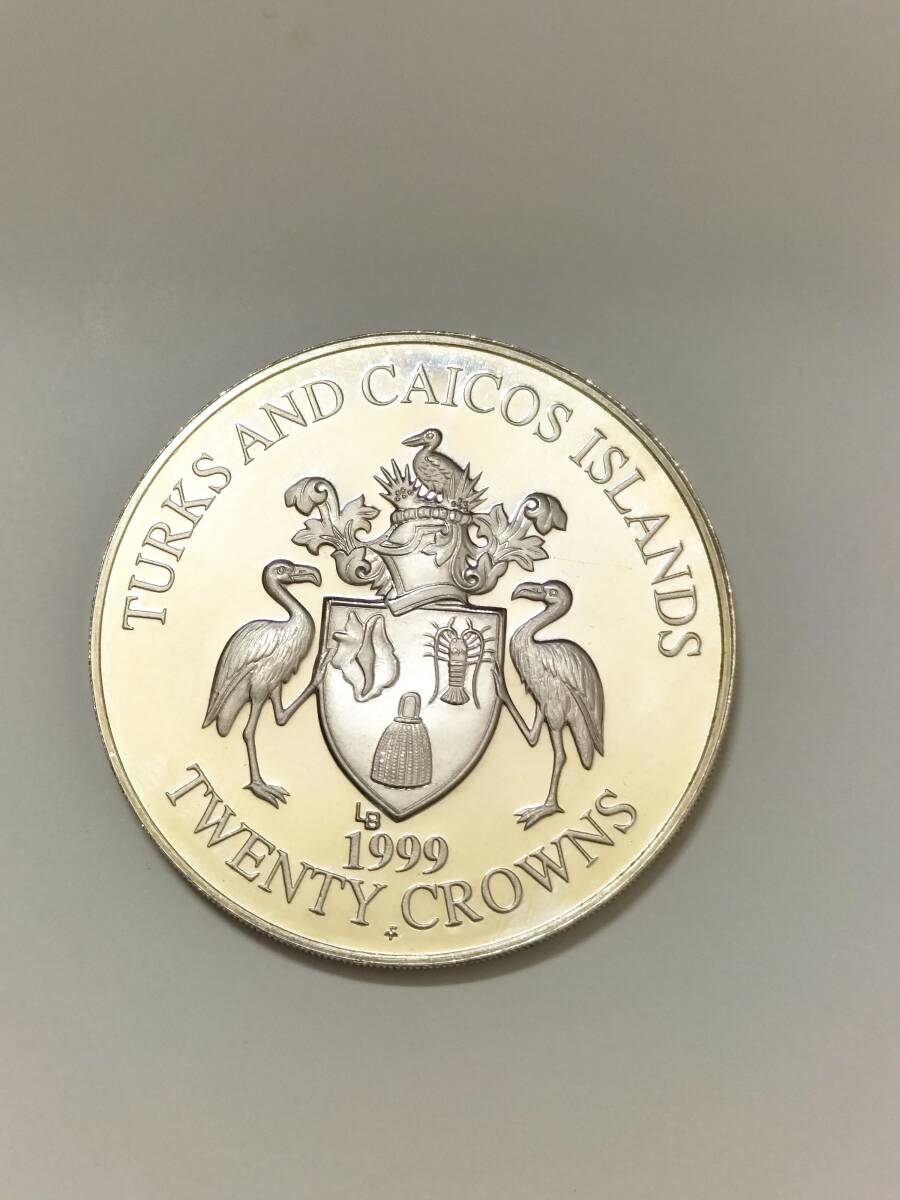 TURKS AND CAICOS ISLANDS
LB
1999
TWENTY CROWNS